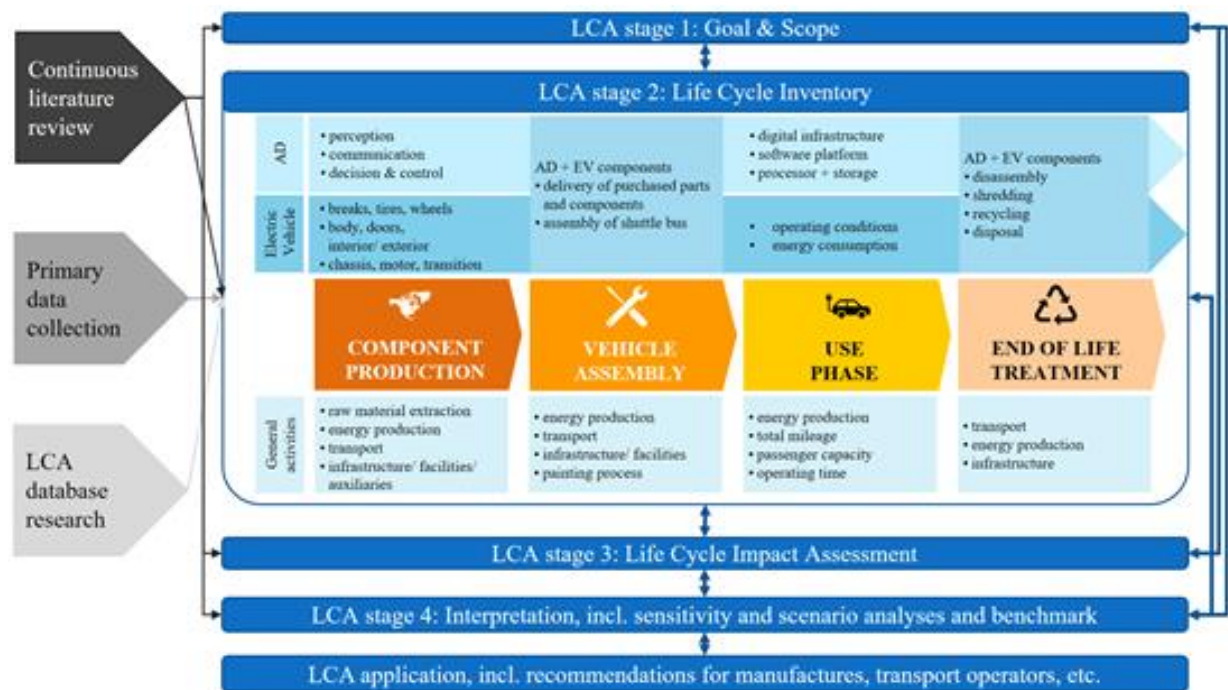 LCA stage 1: Goal & Scope
Continuous
literature
review
Primary
data
collection
LCA
database
research
LCA stage 2: Life Cycle Inventory
AD
• perception
• communication
• decision & control
AD + EV components
• delivery of purchased parts
and components
• assembly of shuttle bus
• digital infrastructure
• software platform
• processor + storage
AD + EV components
• disassembly
• shredding
• recycling
• disposal
Electric
Vehicle
• breaks, tires, wheels
• body, doors,
interior/ exterior
• chassis, motor, transition
• operating conditions
• energy consumption
COMPONENT
PRODUCTION
VEHICLE
ASSEMBLY
USE
PHASE
END OF LIFE
TREATMENT
General
activities
• raw material extraction
• energy production
• transport
• infrastructure/ facilities/
auxiliaries
• energy production
• transport
• infrastructure/ facilities
• painting process
• energy production
• total mileage
• passenger capacity
• operating time
• transport
• energy production
• infrastructure
LCA stage 3: Life Cycle Impact Assessment
LCA stage 4: Interpretation, incl. sensitivity and scenario analyses and benchmark
LCA application, incl. recommendations for manufactures, transport operators, etc.